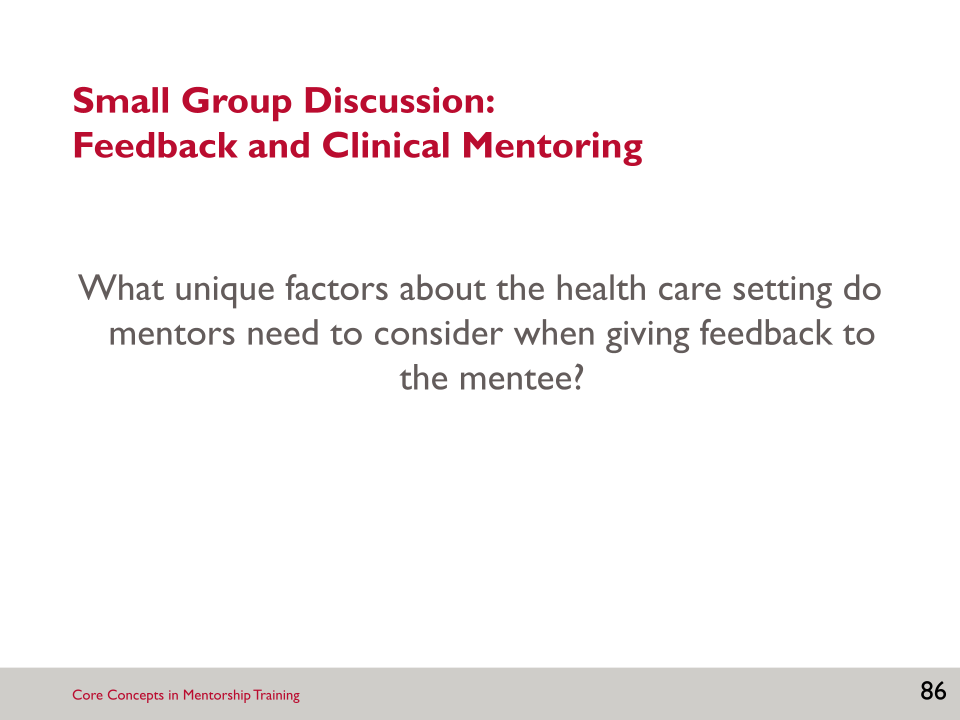 Small Group Discussion:
Feedback and Clinical Mentoring
What unique factors about the health care setting do
mentors need to consider when giving feedback to
the mentee?
Core Concepts in Mentorship Training
86